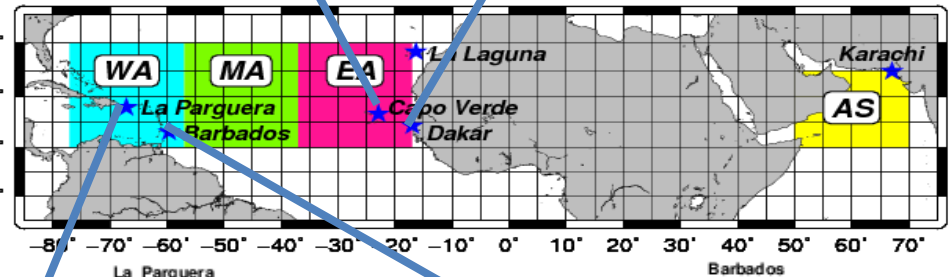 La Laguna
Karachi
WA
MA
EA
La Parguera
Capo Verde
AS
Barbados
Dakar
-80° -70° -60° -50° -40° -30° -20° -10° 0° 10° 20° 30° 40° 50° 60° 70°
La Parguera
Barbados